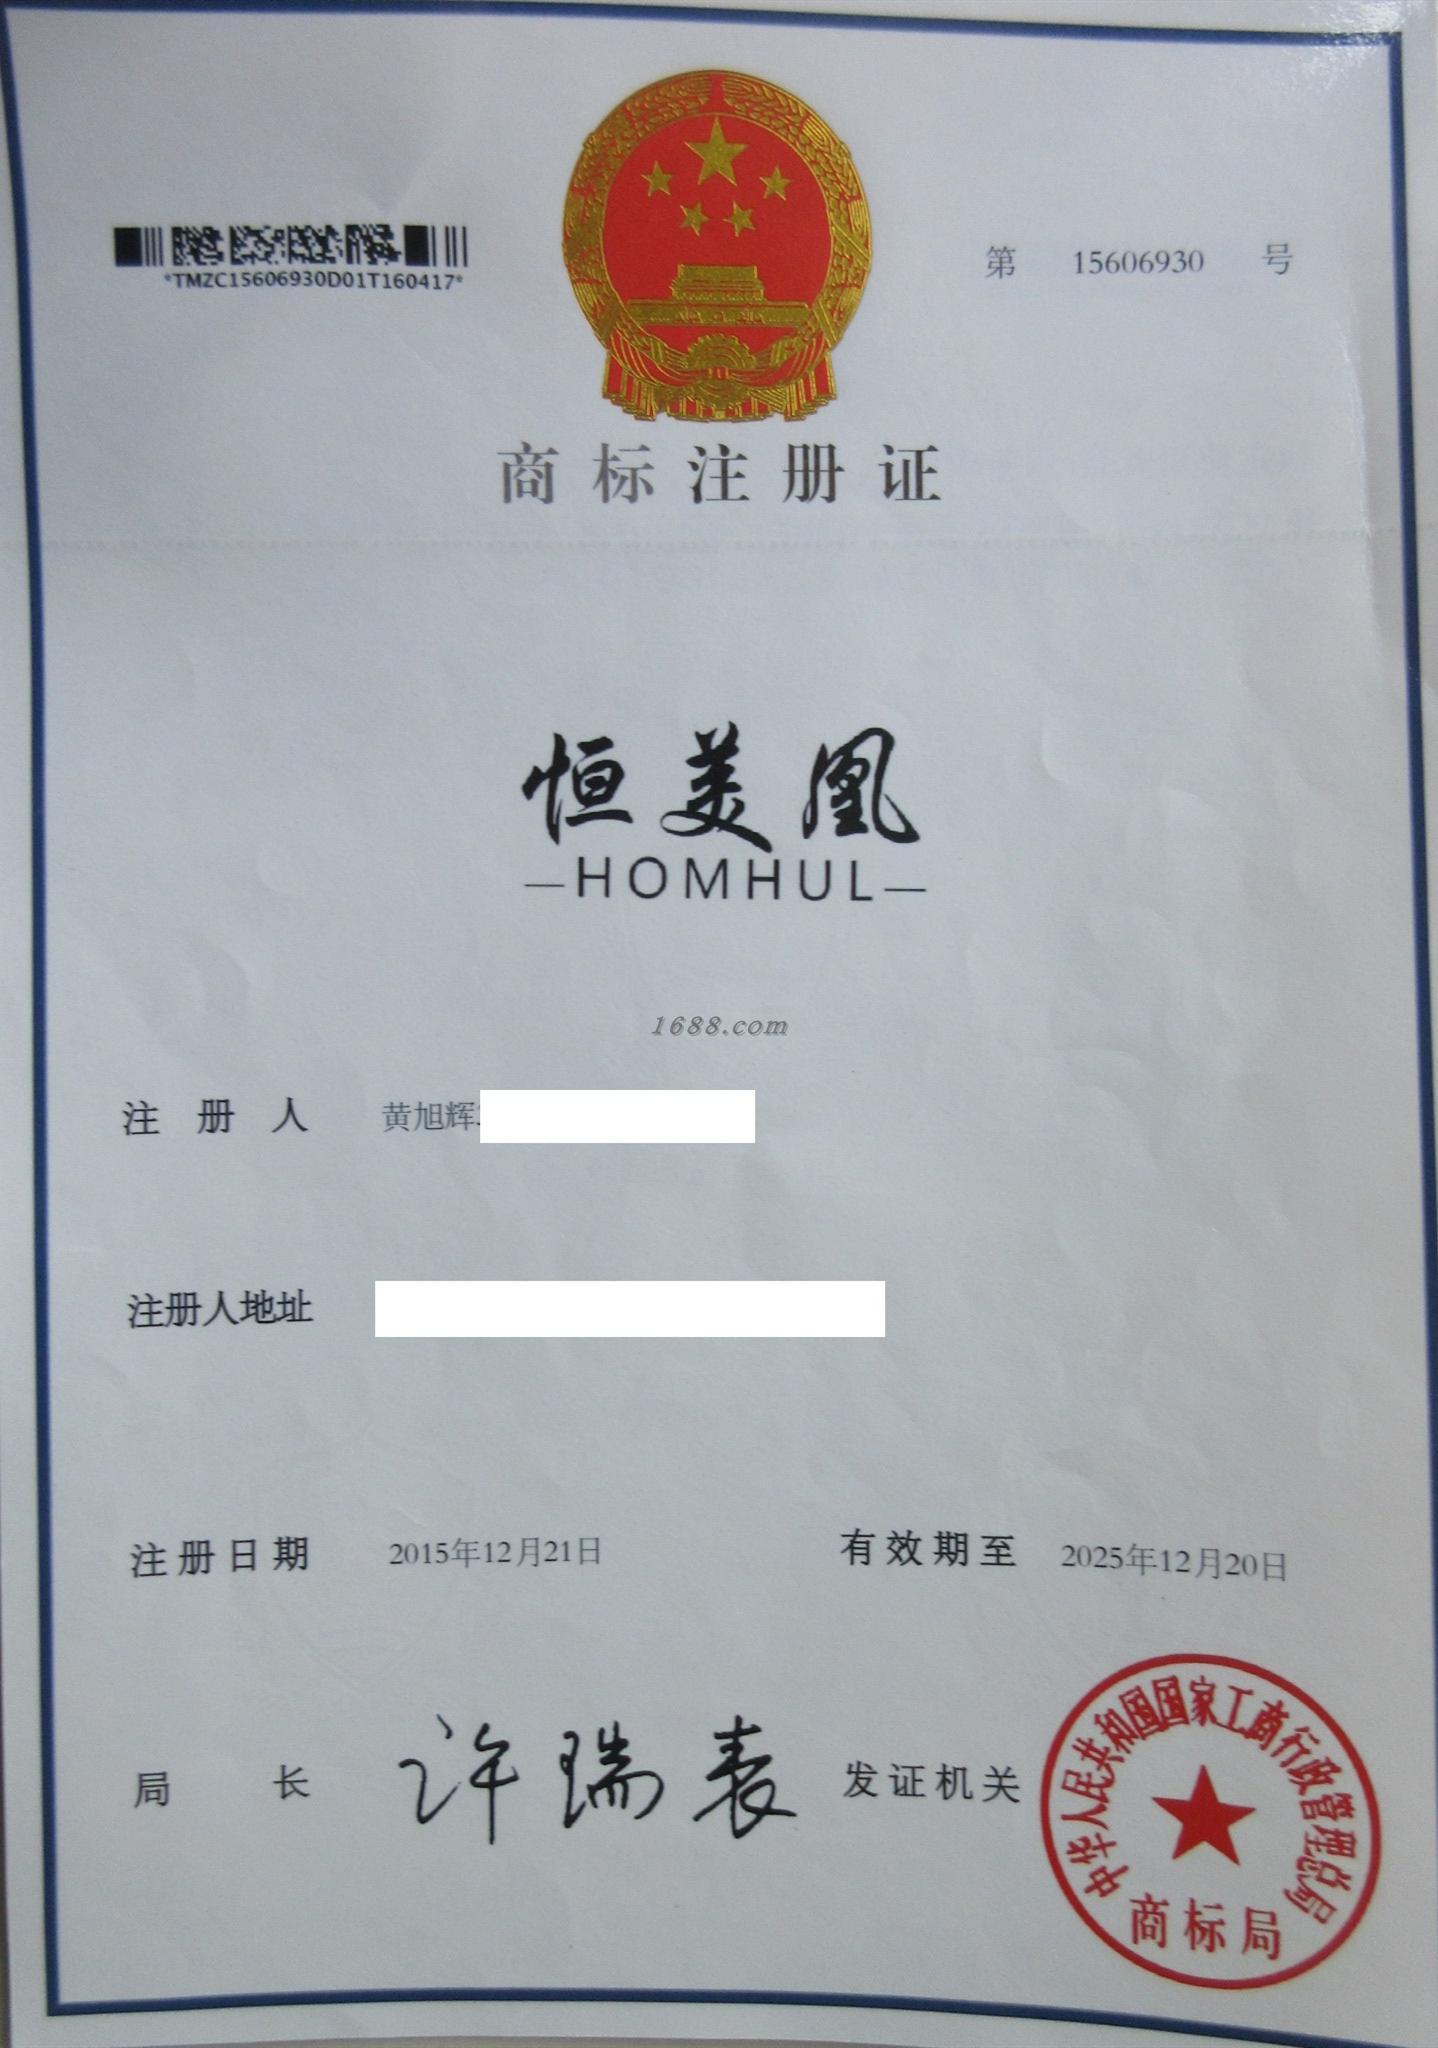 *TMZC15606930D01T160417*
第 15606930 号
商标注册证
恒美凰
—HOMHUL—
1688.com
注册人 黄旭辉
注册人地址
注册日期 2015年12月21日 有效期至 2025年12月20日
局长 许瑞表 发证机关
中华人民共和国国家工商行政管理总局
商标局